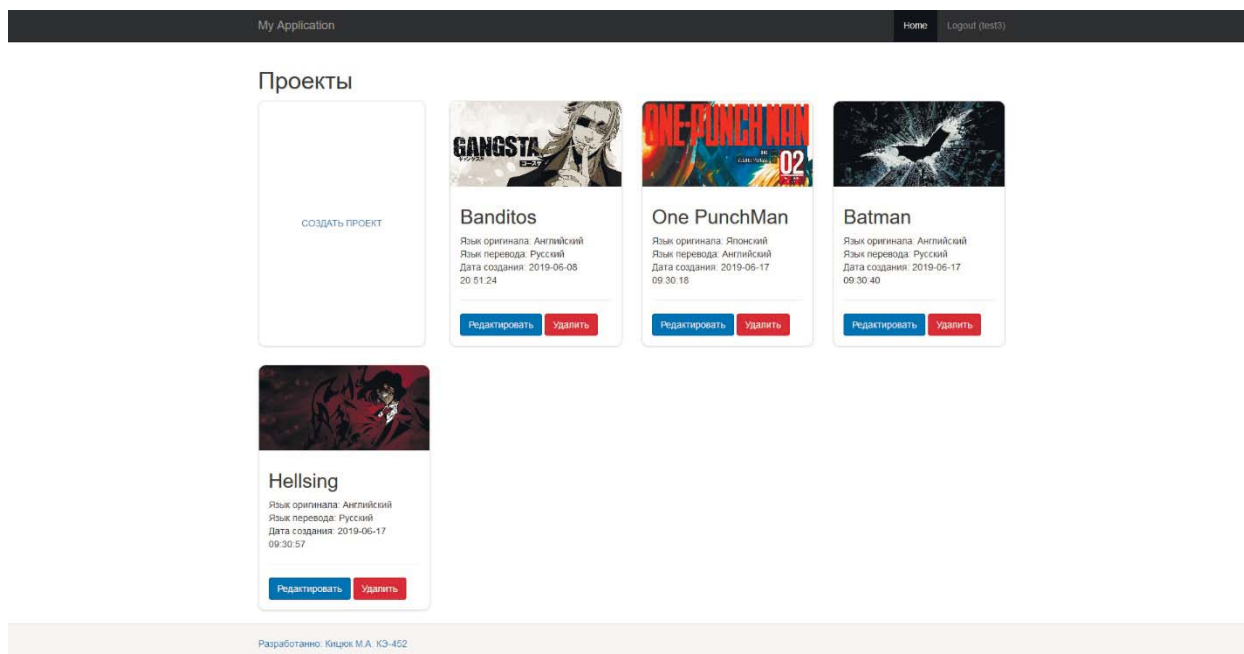 My Application
Home
Logout (test3)
Проекты
СОЗДАТЬ ПРОЕКТ
GANGSTA.
Banditos
Язык оригинала: Английский
Язык перевода: Русский
Дата создания: 2019-06-08
20:51:24
Редактировать
Удалить
ONE-PUNCH MAN
02
One PunchMan
Язык оригинала: Японский
Язык перевода: Английский
Дата создания: 2019-06-17
09:30:18
Редактировать
Удалить
Batman
Язык оригинала: Английский
Язык перевода: Русский
Дата создания: 2019-06-17
09:30:40
Редактировать
Удалить
Hellsing
Язык оригинала: Английский
Язык перевода: Русский
Дата создания: 2019-06-17
09:30:57
Редактировать
Удалить
Разработанно: Кицюк М.А. КЭ-452